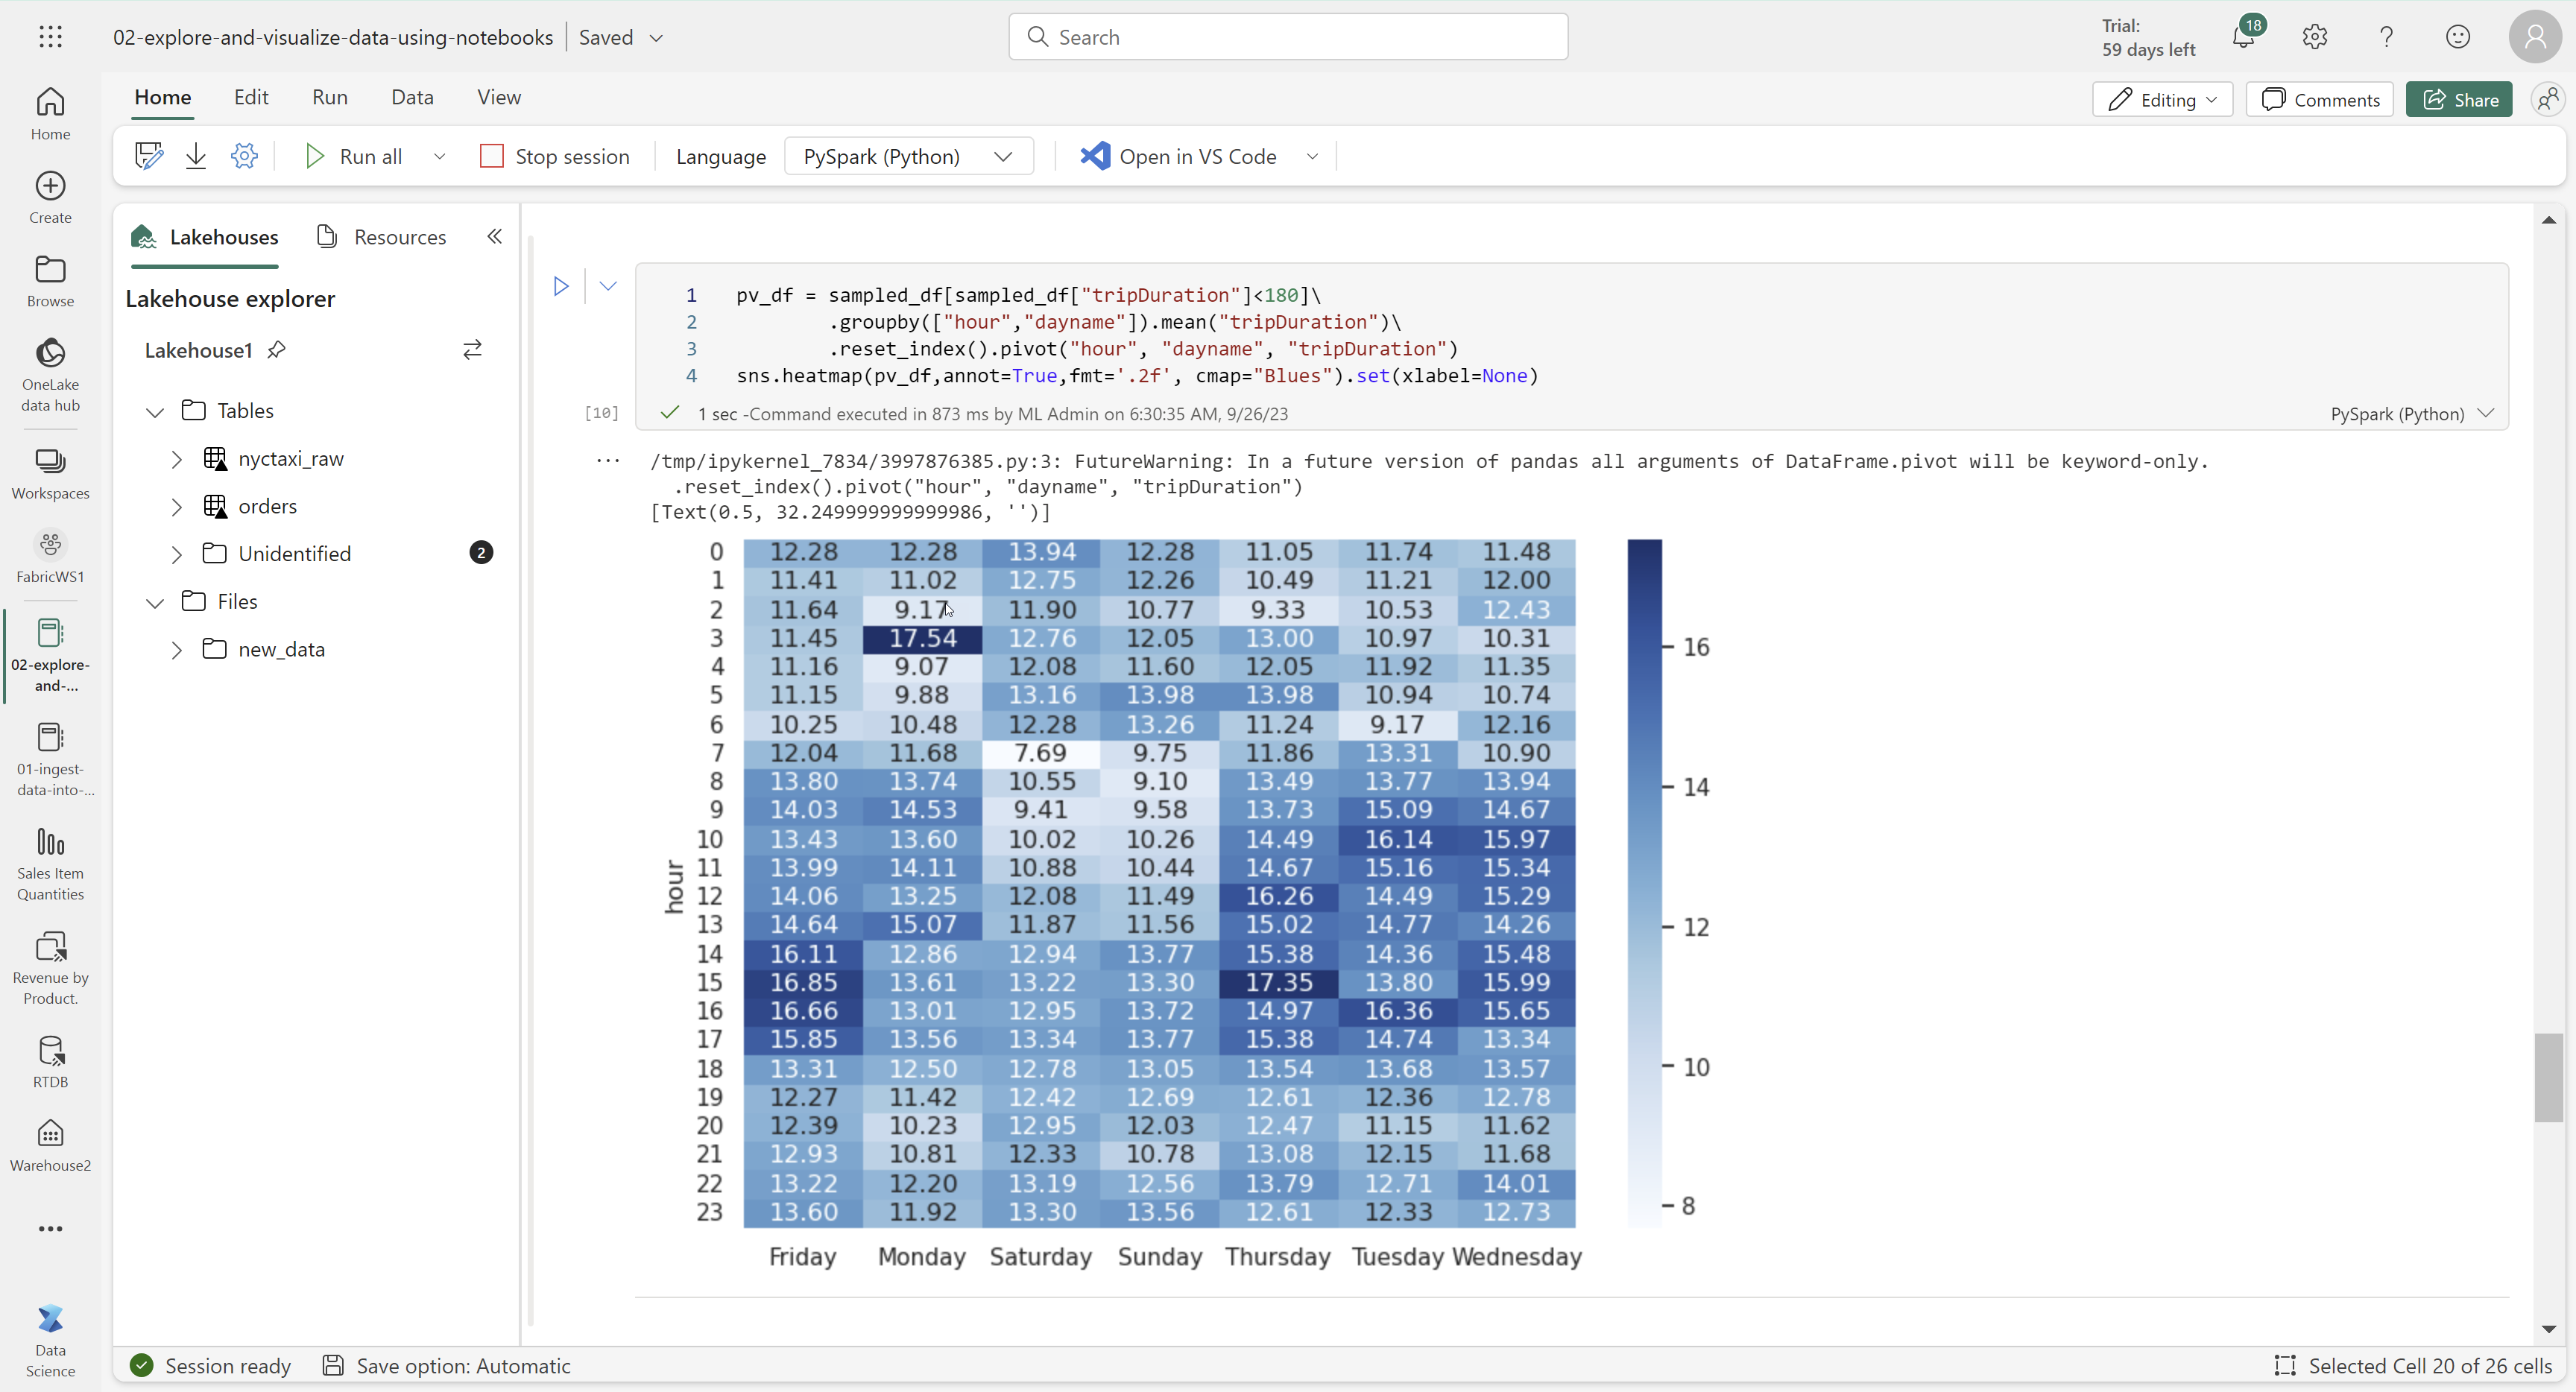 02-explore-and-visualize-data-using-notebooks | Saved
Search
Trial:
59 days left
18
Home
Edit
Run
Data
View
Editing
Comments
Share
Run all
Stop session
Language
PySpark (Python)
Open in VS Code
Home
Create
Browse
OneLake
data hub
Workspaces
FabricWS1
02-explore-
and-...
01-ingest-
data-into-...
Sales Item
Quantities
Revenue by
Product.
RTDB
Warehouse2
Data
Science
Lakehouses
Resources
Lakehouse explorer
Lakehouse1
Tables
nyctaxi_raw
orders
Unidentified
2
Files
new_data
1 pv_df = sampled_df[sampled_df["tripDuration"]<180]\
2 .groupby(["hour","dayname"]).mean("tripDuration")\
3 .reset_index().pivot("hour", "dayname", "tripDuration")
4 sns.heatmap(pv_df,annot=True,fmt='.2f', cmap="Blues").set(xlabel=None)
[10]
1 sec -Command executed in 873 ms by ML Admin on 6:30:35 AM, 9/26/23
PySpark (Python)
/tmp/ipykernel_7834/3997876385.py:3: FutureWarning: In a future version of pandas all arguments of DataFrame.pivot will be keyword-only.
.reset_index().pivot("hour", "dayname", "tripDuration")
[Text(0.5, 32.249999999999986, '')]
0 12.28 12.28 13.94 12.28 11.05 11.74 11.48
1 11.41 11.02 12.75 12.26 10.49 11.21 12.00
2 11.64 9.17 11.90 10.77 9.33 10.53 12.43
3 11.45 17.54 12.76 12.05 13.00 10.97 10.31
4 11.16 9.07 12.08 11.60 12.05 11.92 11.35
5 11.15 9.88 13.16 13.98 13.98 10.94 10.74
6 10.25 10.48 12.28 13.26 11.24 9.17 12.16
7 12.04 11.68 7.69 9.75 11.86 13.31 10.90
8 13.80 13.74 10.55 9.10 13.49 13.77 13.94
9 14.03 14.53 9.41 9.58 13.73 15.09 14.67
10 13.43 13.60 10.02 10.26 14.49 16.14 15.97
11 13.99 14.11 10.88 10.44 14.67 15.16 15.34
12 14.06 13.25 12.08 11.49 16.26 14.49 15.29
13 14.64 15.07 11.87 11.56 15.02 14.77 14.26
14 16.11 12.86 12.94 13.77 15.38 14.36 15.48
15 16.85 13.61 13.22 13.30 17.35 13.80 15.99
16 16.66 13.01 12.95 13.72 14.97 16.36 15.65
17 15.85 13.56 13.34 13.77 15.38 14.74 13.34
18 13.31 12.50 12.78 13.05 13.54 13.68 13.57
19 12.27 11.42 12.42 12.69 12.61 12.36 12.78
20 12.39 10.23 12.95 12.03 12.47 11.15 11.62
21 12.93 10.81 12.33 10.78 13.08 12.15 11.68
22 13.22 12.20 13.19 12.56 13.79 12.71 14.01
23 13.60 11.92 13.30 13.56 12.61 12.33 12.73
hour
Friday Monday Saturday Sunday Thursday Tuesday Wednesday
16
14
12
10
8
Session ready
Save option: Automatic
Selected Cell 20 of 26 cells